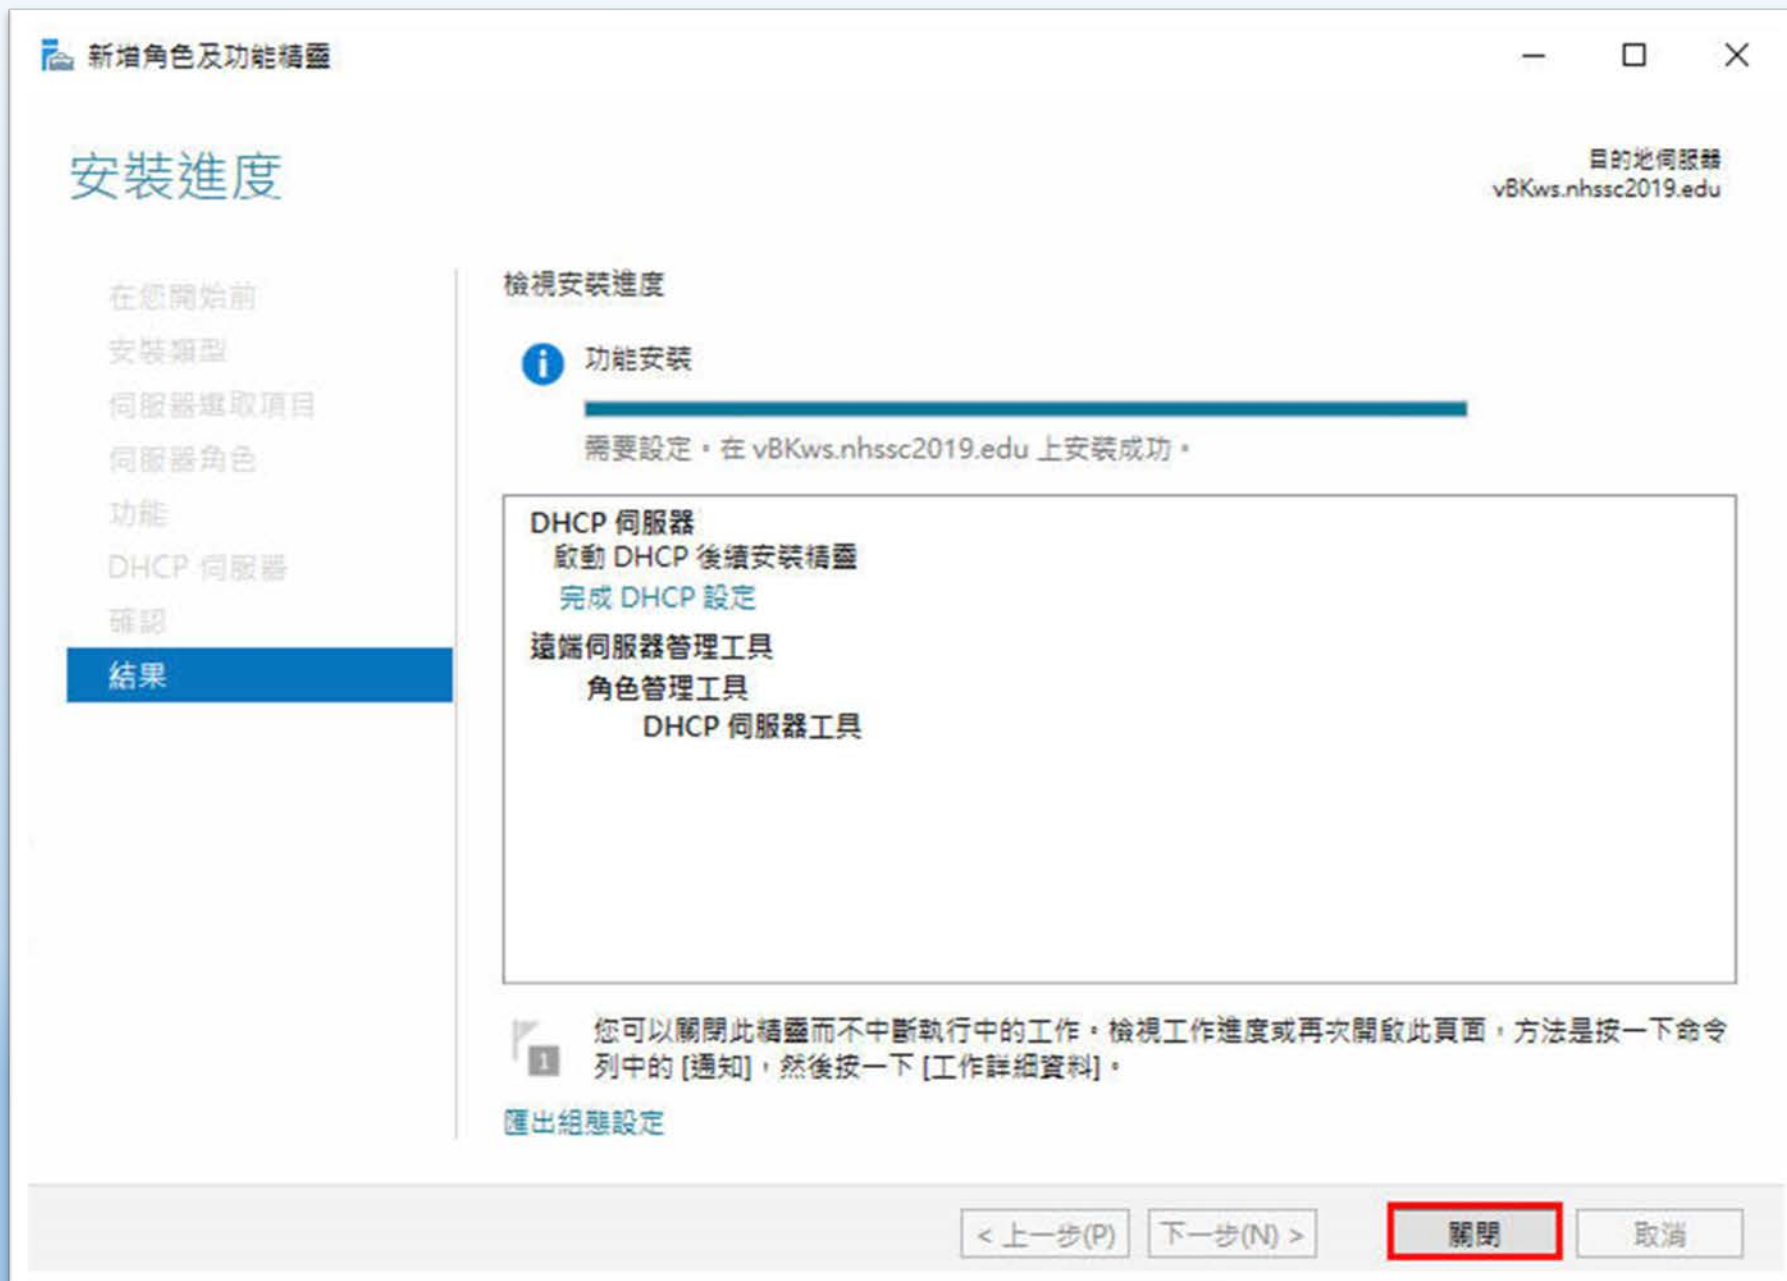 新增角色及功能精靈
安裝進度
目的地伺服器
vBKws.nhssc2019.edu
在您開始前
安裝類型
伺服器選取項目
伺服器角色
功能
DHCP 伺服器
確認
結果
檢視安裝進度
功能安裝
需要設定。在 vBKws.nhssc2019.edu 上安裝成功。
DHCP 伺服器
啟動 DHCP 後續安裝精靈
完成 DHCP 設定
遠端伺服器管理工具
角色管理工具
DHCP 伺服器工具
1
您可以關閉此精靈而不中斷執行中的工作。檢視工作進度或再次開啟此頁面，方法是按一下命令
列中的 [通知]，然後按一下 [工作詳細資料]。
匯出組態設定
< 上一步(P)
下一步(N) >
關閉
取消